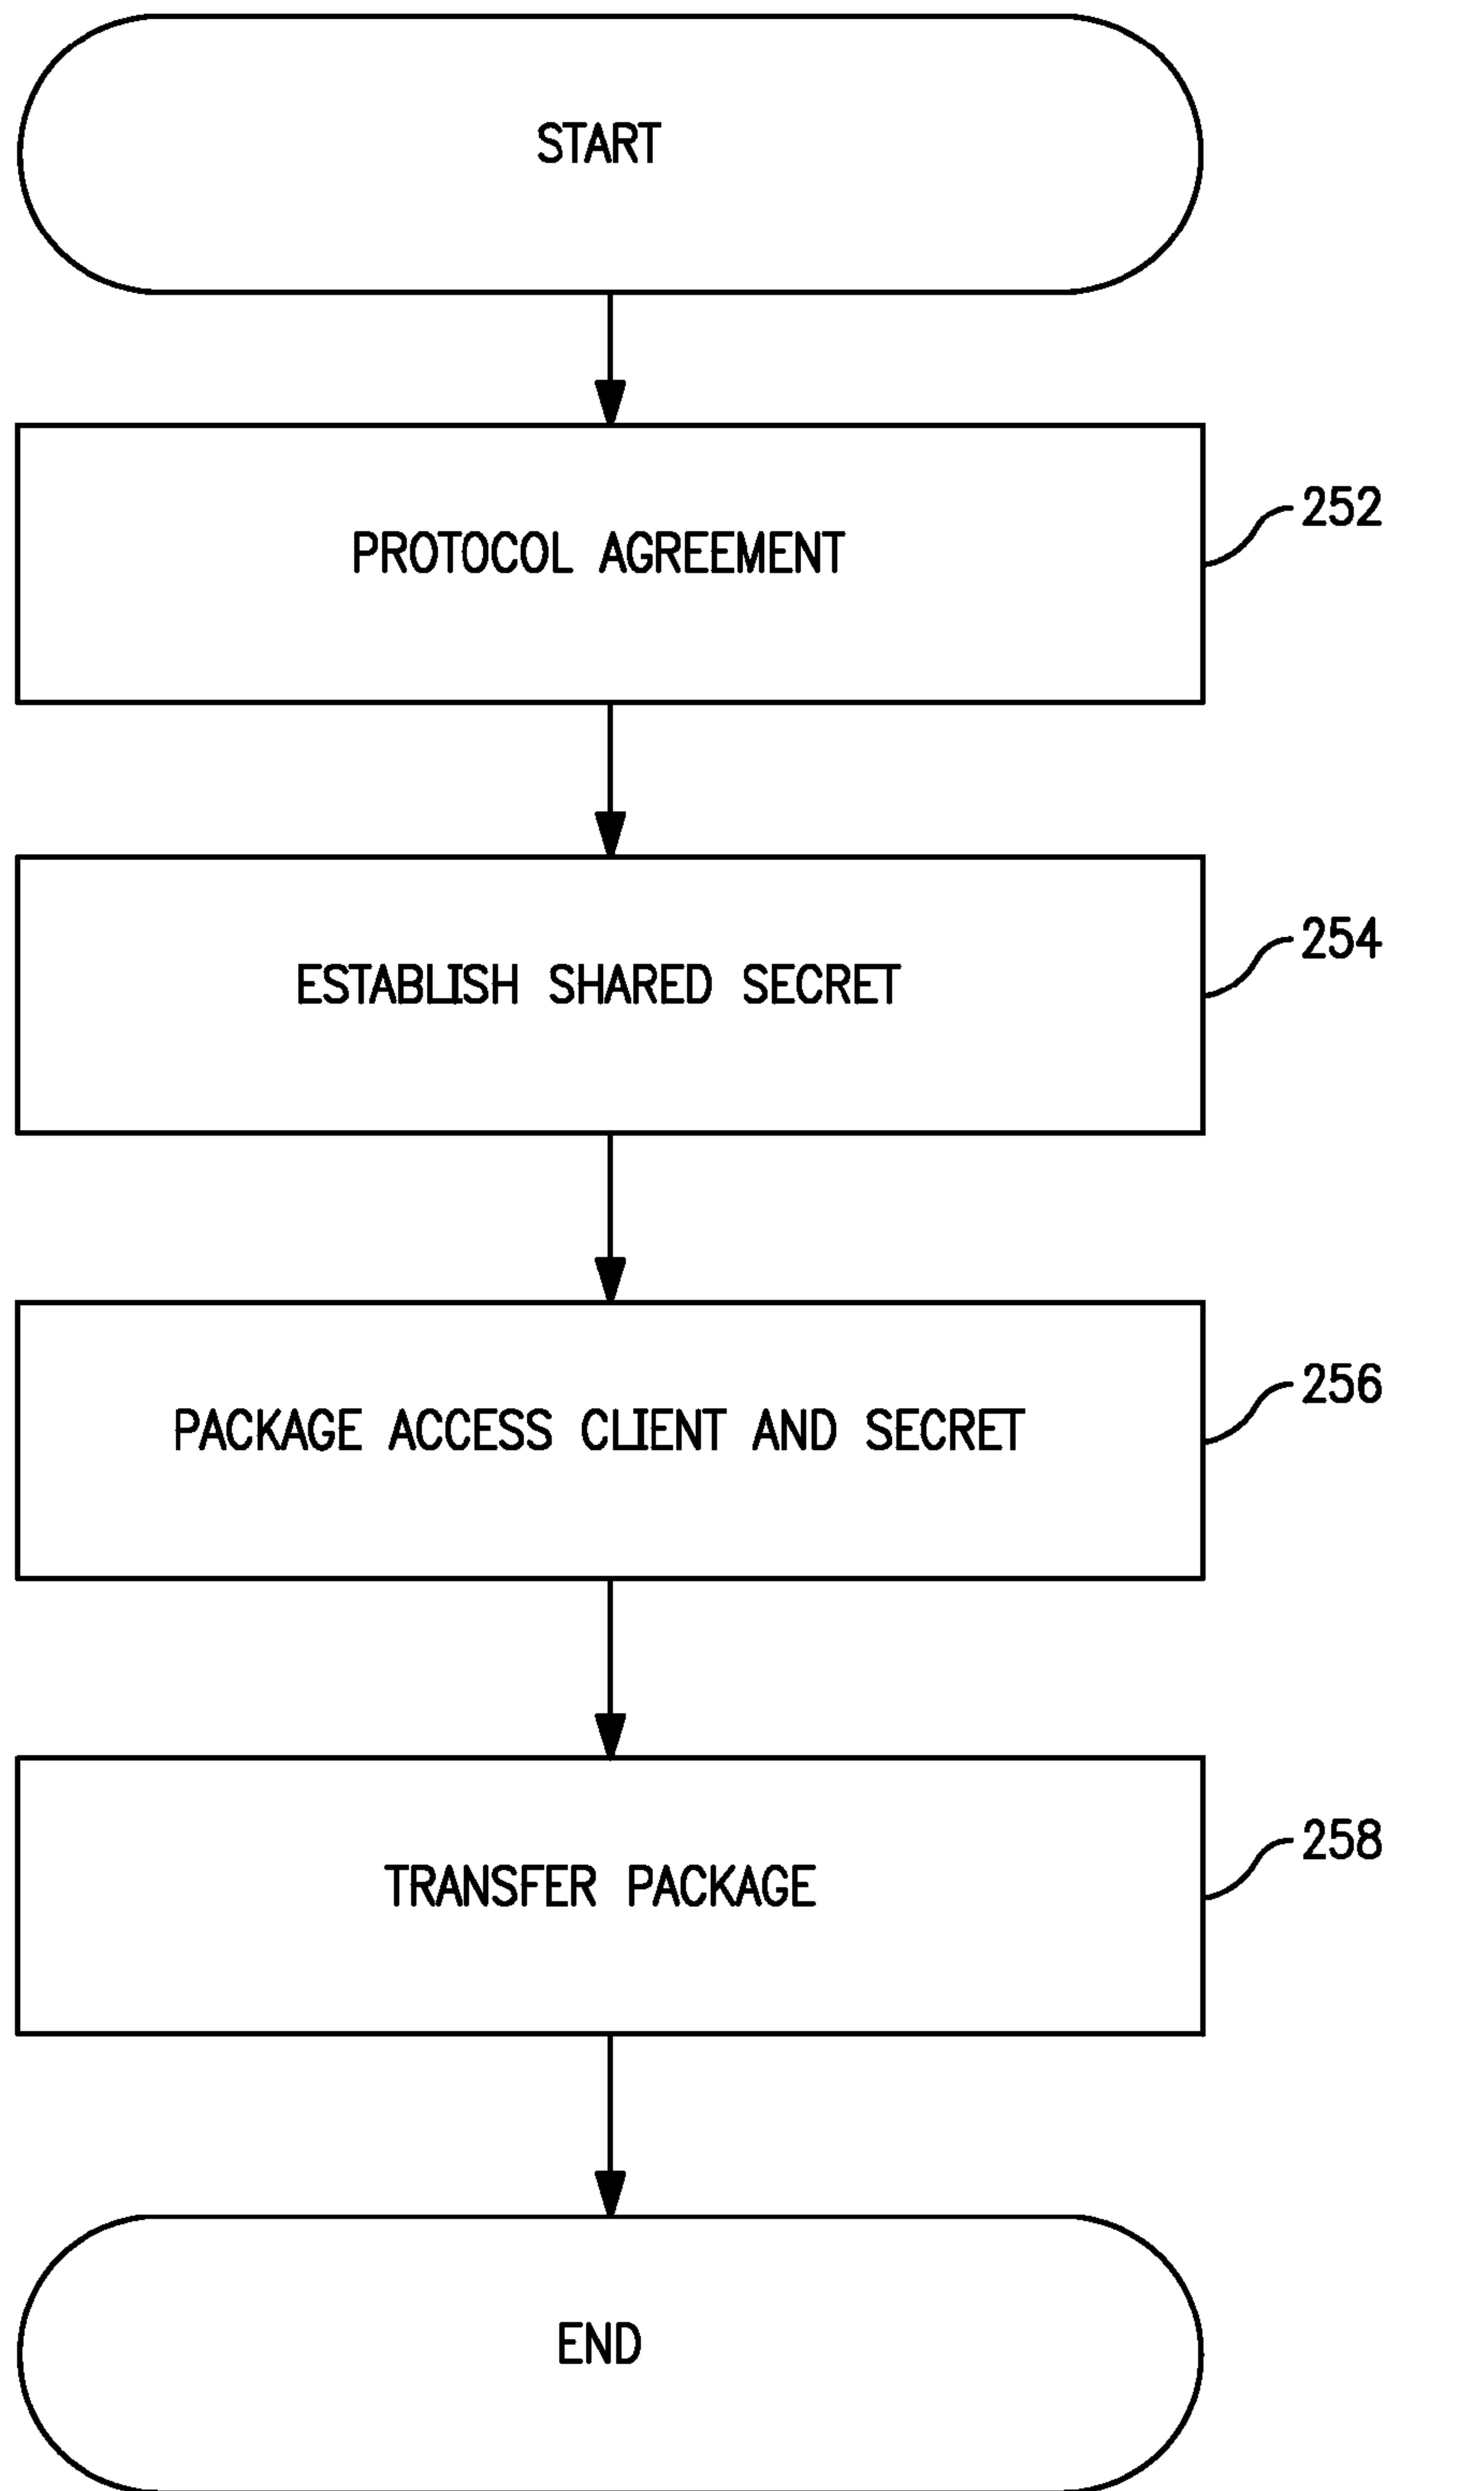 START
PROTOCOL AGREEMENT
252
ESTABLISH SHARED SECRET
254
PACKAGE ACCESS CLIENT AND SECRET
256
TRANSFER PACKAGE
258
END